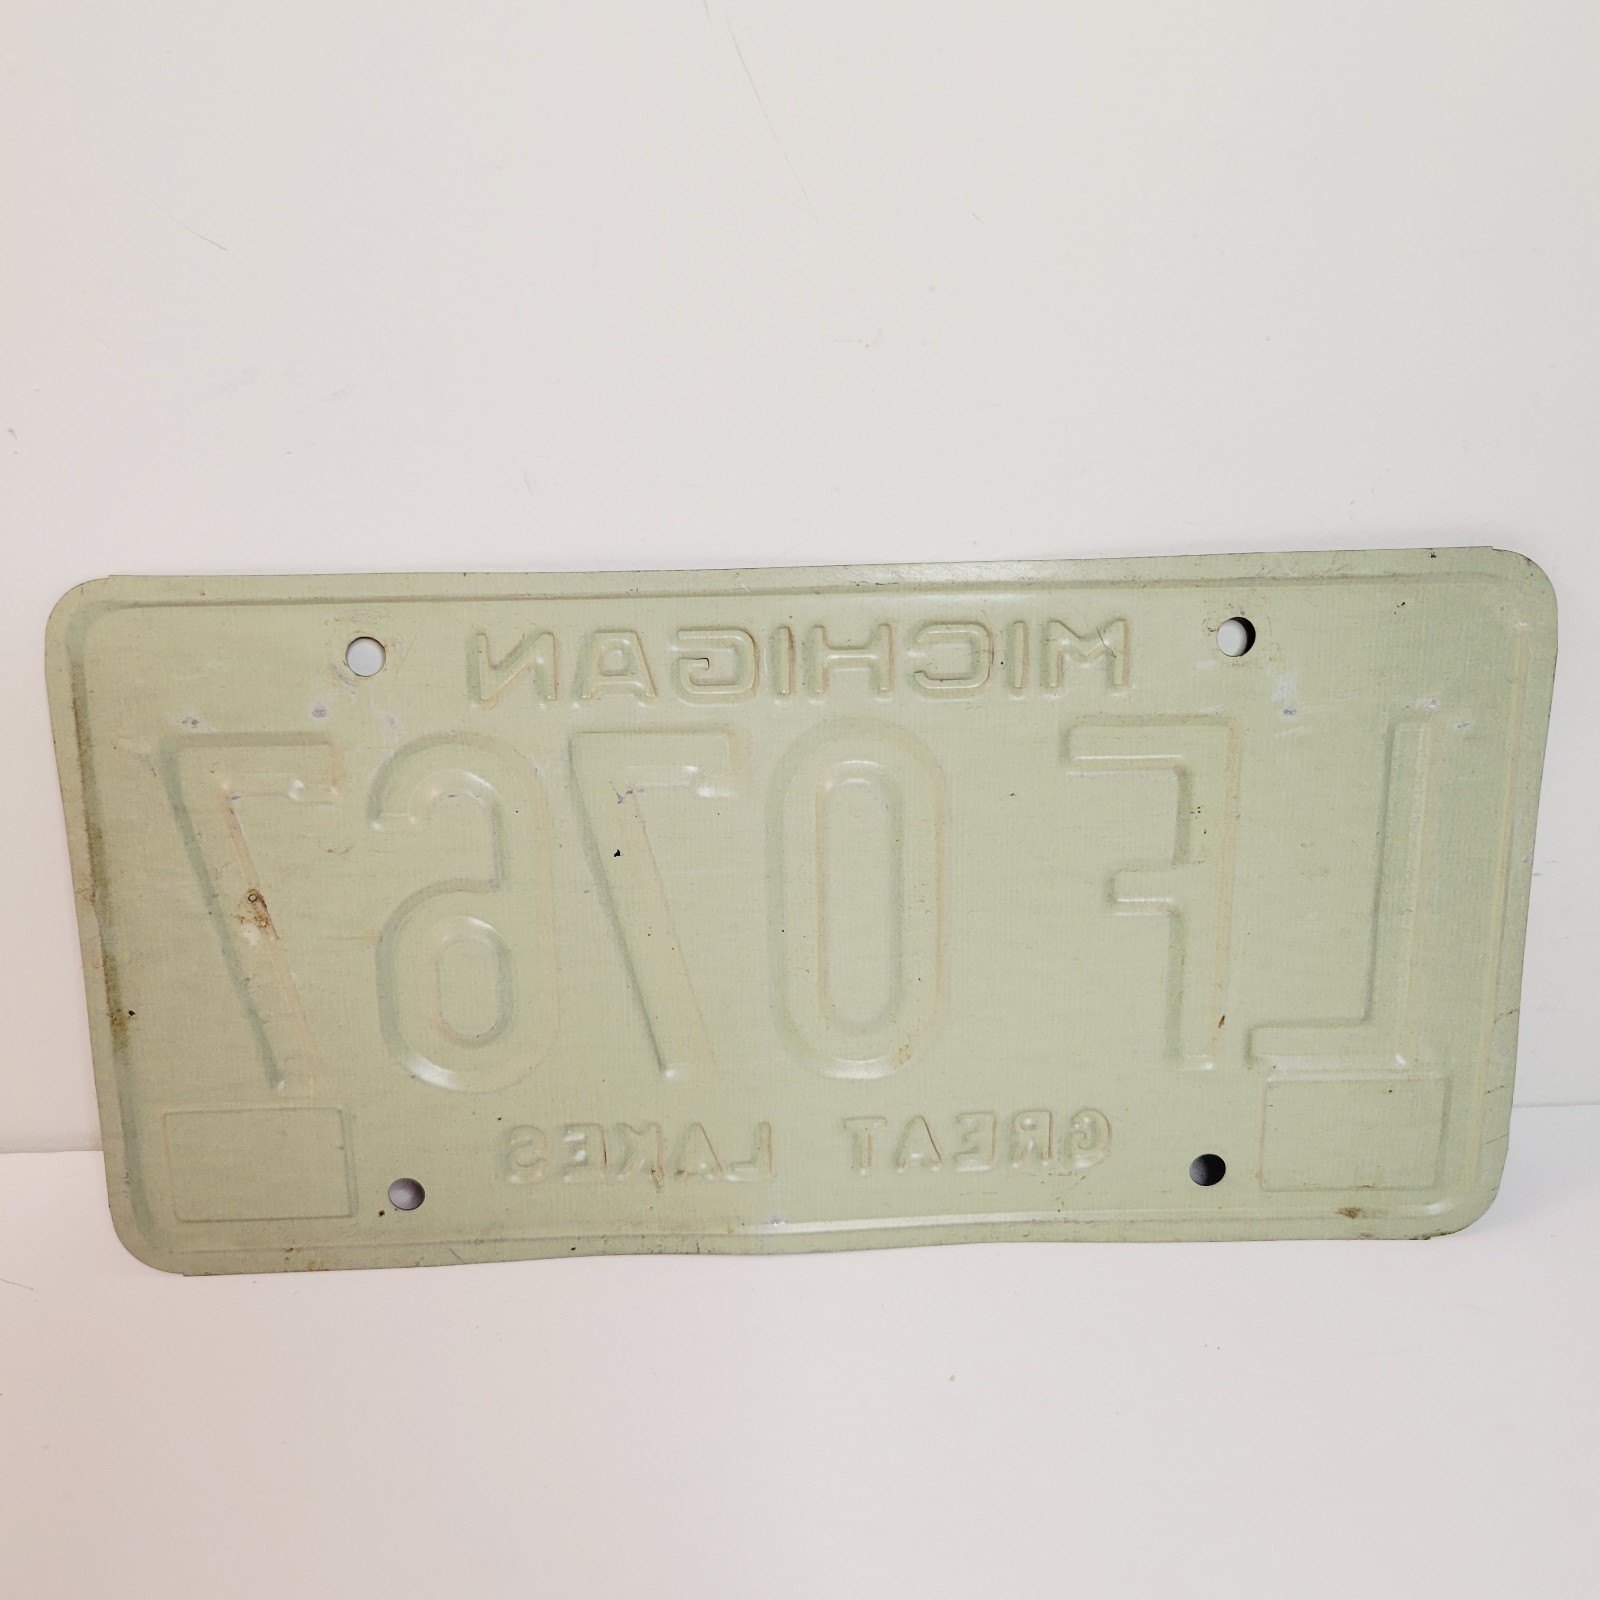 MICHIGAN
LF 0767
GREAT LAKES